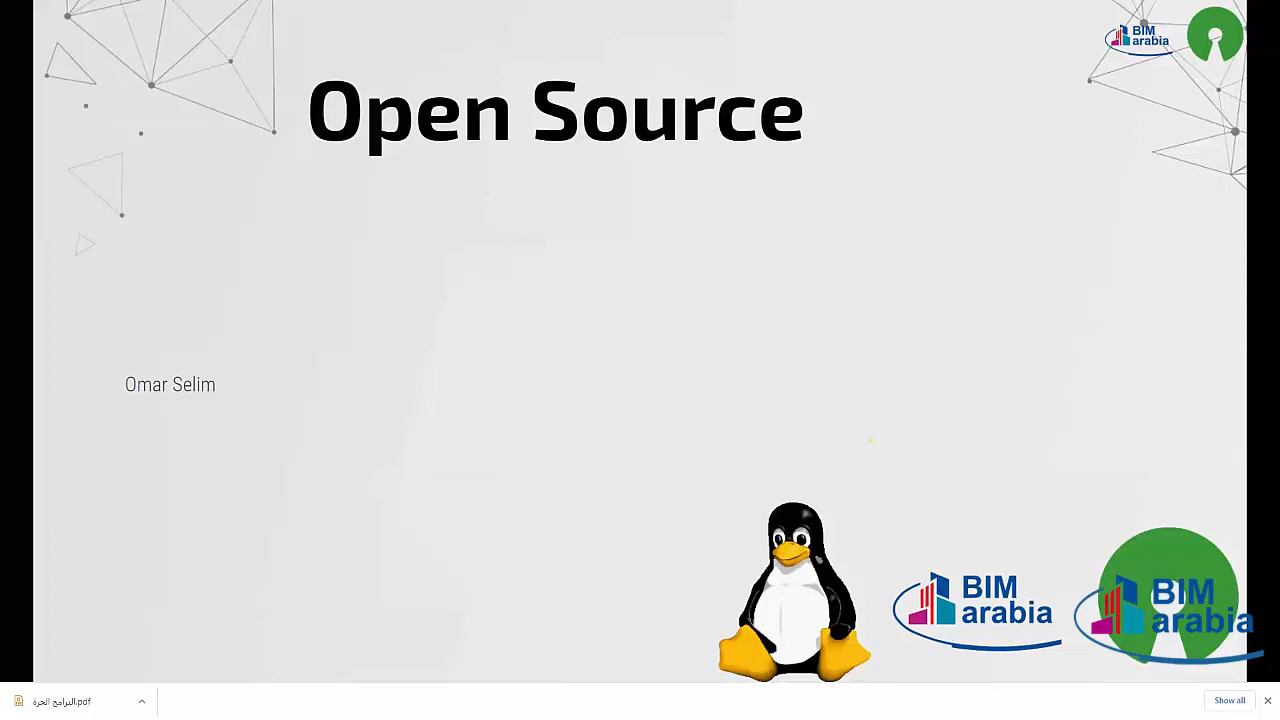 BIM
arabia
Open Source
Omar Selim
BIM
arabia
BIM
arabia
البرامج الحرة.pdf
Show all